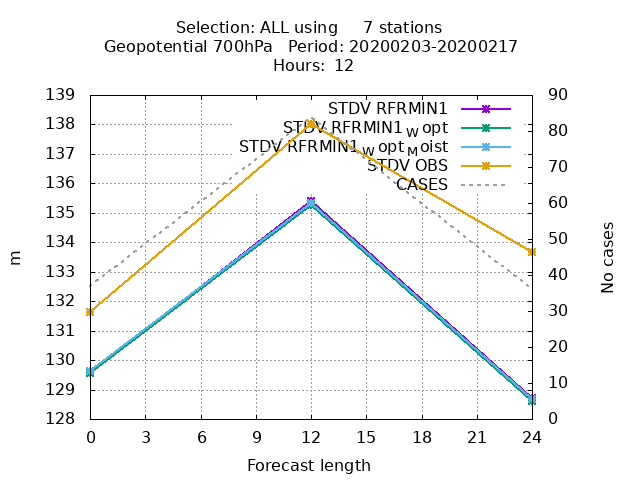 Selection: ALL using     7 stations
Geopotential 700hPa   Period: 20200203-20200217
Hours:  12
139
138
137
136
135
134
133
132
131
130
129
128
90
80
70
60
50
40
30
20
10
0
m
No cases
STDV RFRMIN1
STDV RFRMIN1_W opt
STDV RFRMIN1_W opt_M oist
STDV OBS
CASES
0 3 6 9 12 15 18 21 24
Forecast length